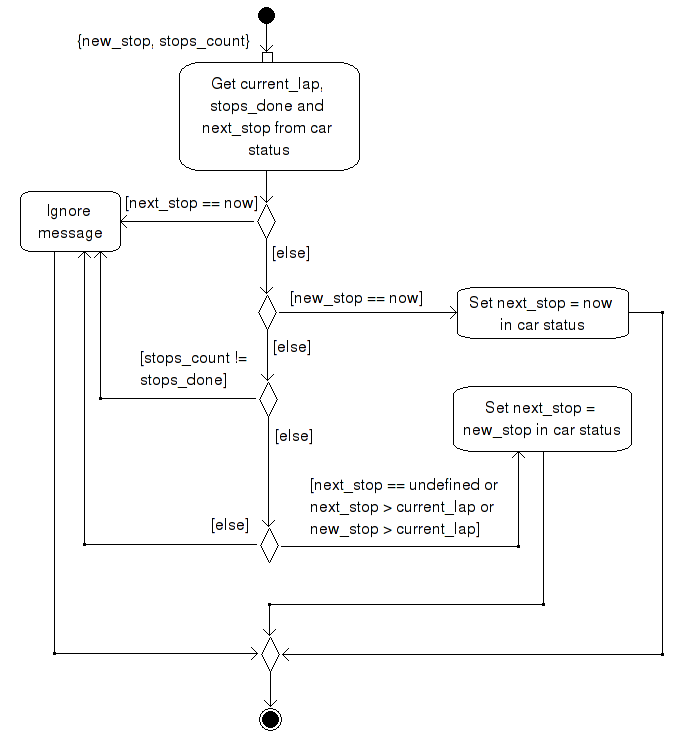 {new_stop, stops_count}
Get current_lap,
stops_done and
next_stop from car
status
[next_stop == now]
Ignore
message
[else]
[new_stop == now]
Set next_stop = now
in car status
[else]
[stops_count !=
stops_done]
Set next_stop =
new_stop in car status
[else]
[next_stop == undefined or
next_stop > current_lap or
new_stop > current_lap]
[else]